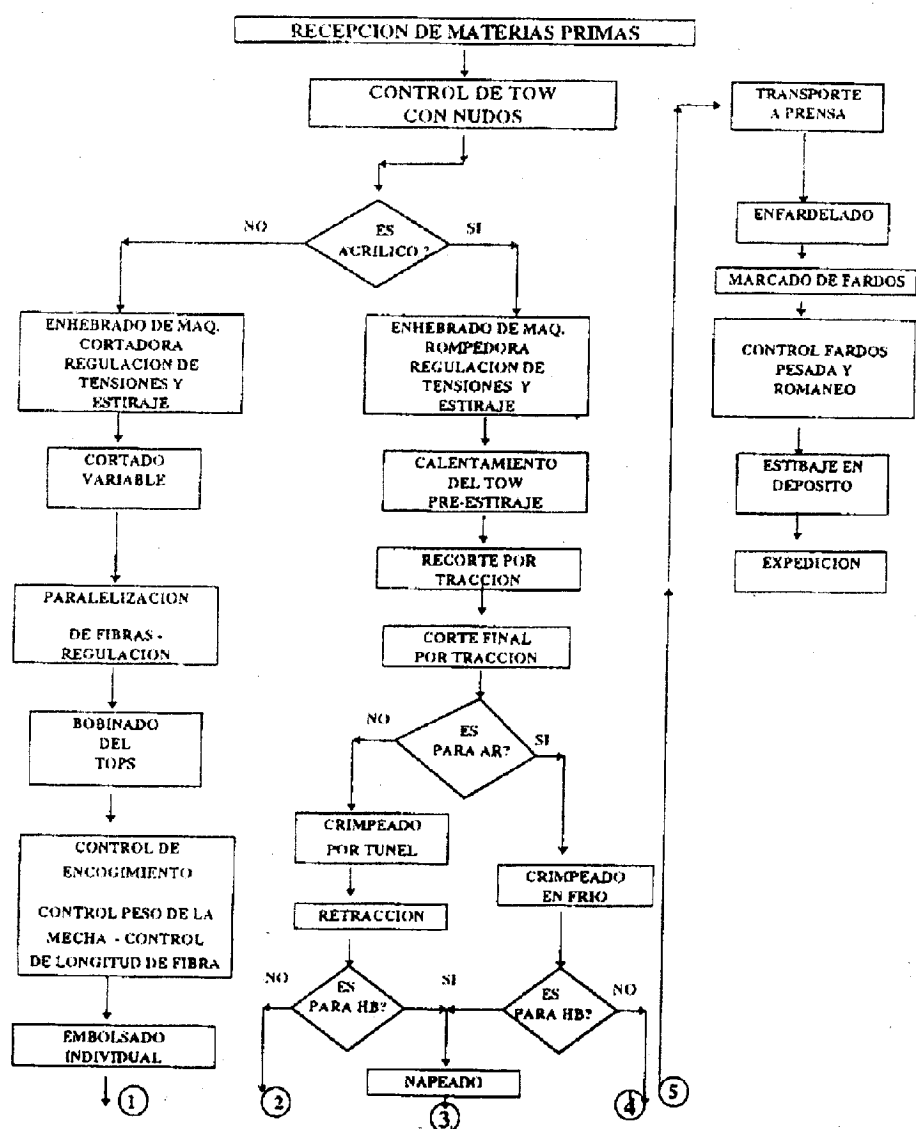 RECEPCION DE MATERIAS PRIMAS
CONTROL DE TOW
CON NUDOS
ES
ACRILICO ?
NO
SI
ENHEBRADO DE MAQ.
CORTADORA
REGULACION DE
TENSIONES Y
ESTIRAJE
CORTADO
VARIABLE
PARALELIZACION
DE FIBRAS -
REGULACION
BOBINADO
DEL
TOPS
CONTROL DE
ENCOGIMIENTO
CONTROL PESO DE LA
MECHA - CONTROL
DE LONGITUD DE FIBRA
EMBOLSADO
INDIVIDUAL
1
ENHEBRADO DE MAQ.
ROMPEDORA
REGULACION DE
TENSIONES Y
ESTIRAJE
CALENTAMIENTO
DEL TOW
PRE-ESTIRAJE
RECORTE POR
TRACCION
CORTE FINAL
POR TRACCION
NO
ES
PARA AR?
SI
CRIMPEADO
POR TUNEL
RETRACCION
NO
ES
PARA HB?
SI
2
CRIMPEADO
EN FRIO
ES
PARA HB?
NO
NAPEADO
3
4
5
TRANSPORTE
A PRENSA
ENFARDELADO
MARCADO DE FARDOS
CONTROL FARDOS
PESADA Y
ROMANEO
ESTIBAJE EN
DEPOSITO
EXPEDICION